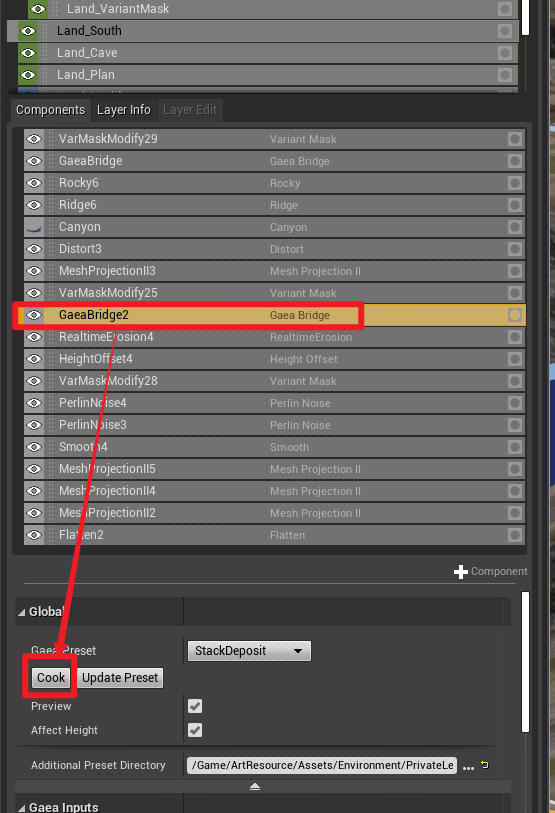 Land_VariantMask
Land_South
Land_Cave
Land_Plan
Components Layer Info Layer Edit
VarMaskModify29 Variant Mask
GaeaBridge Gaea Bridge
Rocky6 Rocky
Ridge6 Ridge
Canyon Canyon
Distort3 Distort
MeshProjectionII3 Mesh Projection II
VarMaskModify25 Variant Mask
GaeaBridge2 Gaea Bridge
RealtimeErosion4 RealtimeErosion
HeightOffset4 Height Offset
VarMaskModify28 Variant Mask
PerlinNoise4 Perlin Noise
PerlinNoise3 Perlin Noise
Smooth4 Smooth
MeshProjectionII5 Mesh Projection II
MeshProjectionII4 Mesh Projection II
MeshProjectionII2 Mesh Projection II
Flatten2 Flatten
Component
Global
Gaea Preset StackDeposit
Cook Update Preset
Preview
Affect Height
Additional Preset Directory /Game/ArtResource/Assets/Environment/PrivateLe ...
Gaea Inputs